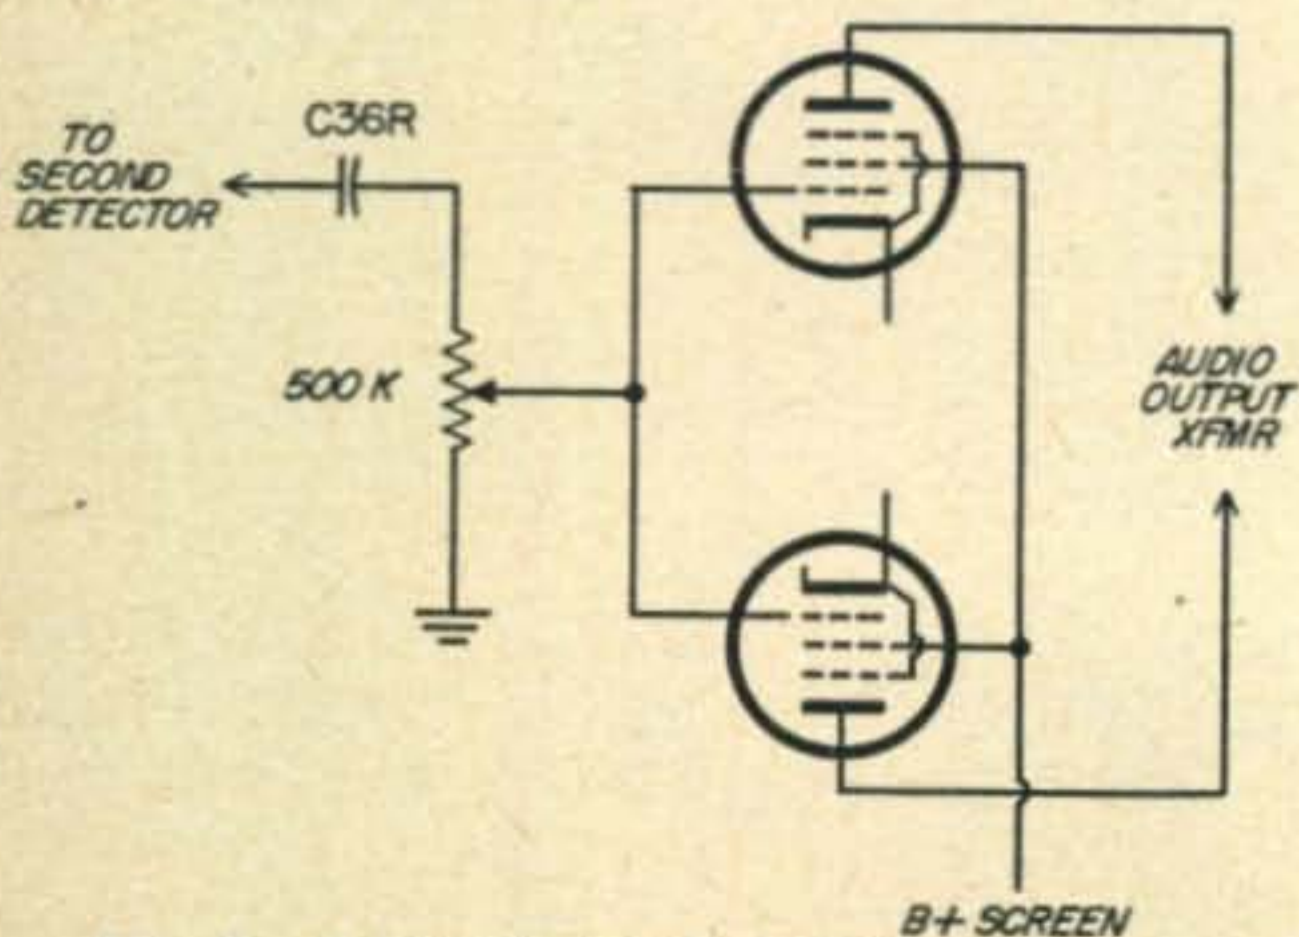 TO
SECOND
DETECTOR
C36R
500 K
AUDIO
OUTPUT
XFMR
B+ SCREEN